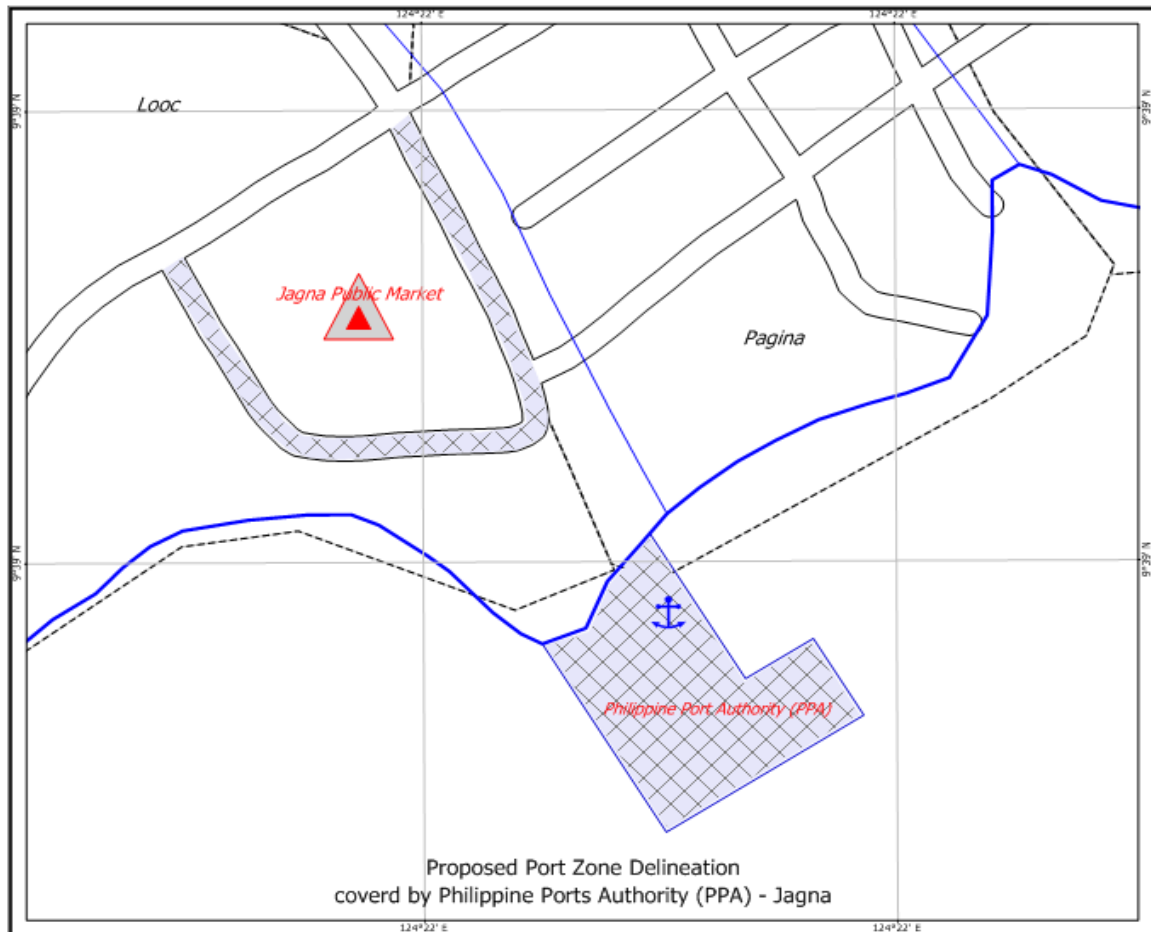 124°22' E
124°22' E
Looc
9°39' N
9°39' N
Jagna Public Market
Pagina
9°39' N
9°39' N
Philippine Port Authority (PPA)
Proposed Port Zone Delineation
coverd by Philippine Ports Authority (PPA) - Jagna
124°22' E
124°22' E